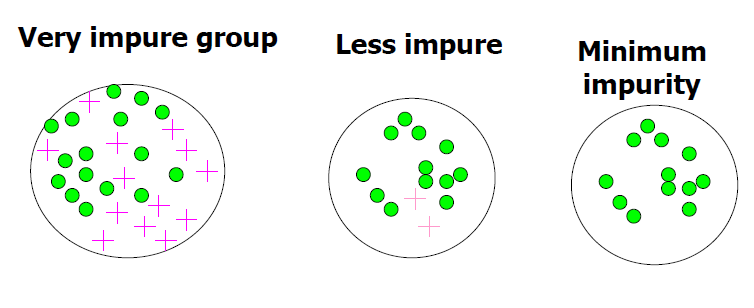 Very impure group
Less impure
Minimum
impurity